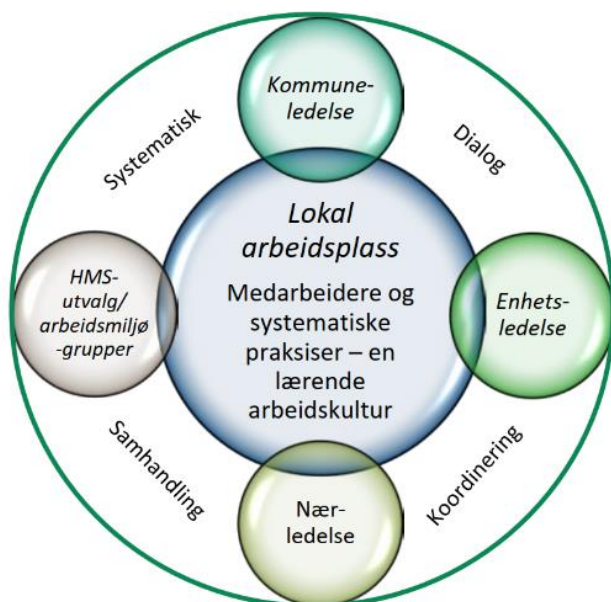 Kommune-
ledelse
Systematisk
Dialog
Lokal
arbeidsplass
Medarbeidere og
systematiske
praksiser – en
lærende
arbeidskultur
HMS-
utvalg/
arbeidsmiljø
-grupper
Enhets-
ledelse
Samhandling
Koordinering
Nær-
ledelse